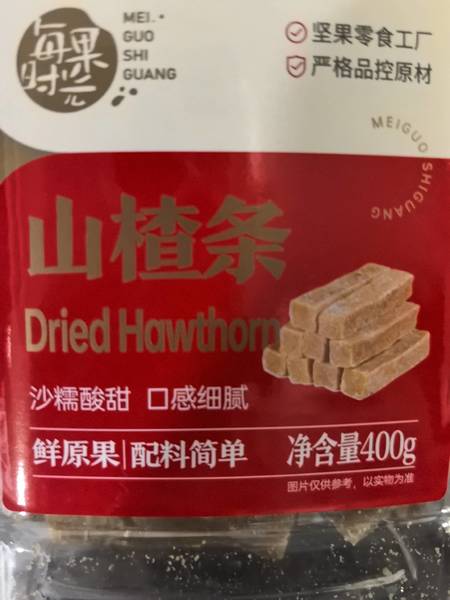 每果时光
MEI.
GUO
SHI
GUANG
坚果零食工厂
严格品控原材
MEIGUO SHIGUANG
山楂条
Dried Hawthorn
沙糯酸甜 口感细腻
鲜原果|配料简单
净含量400g
图片仅供参考，以实物为准